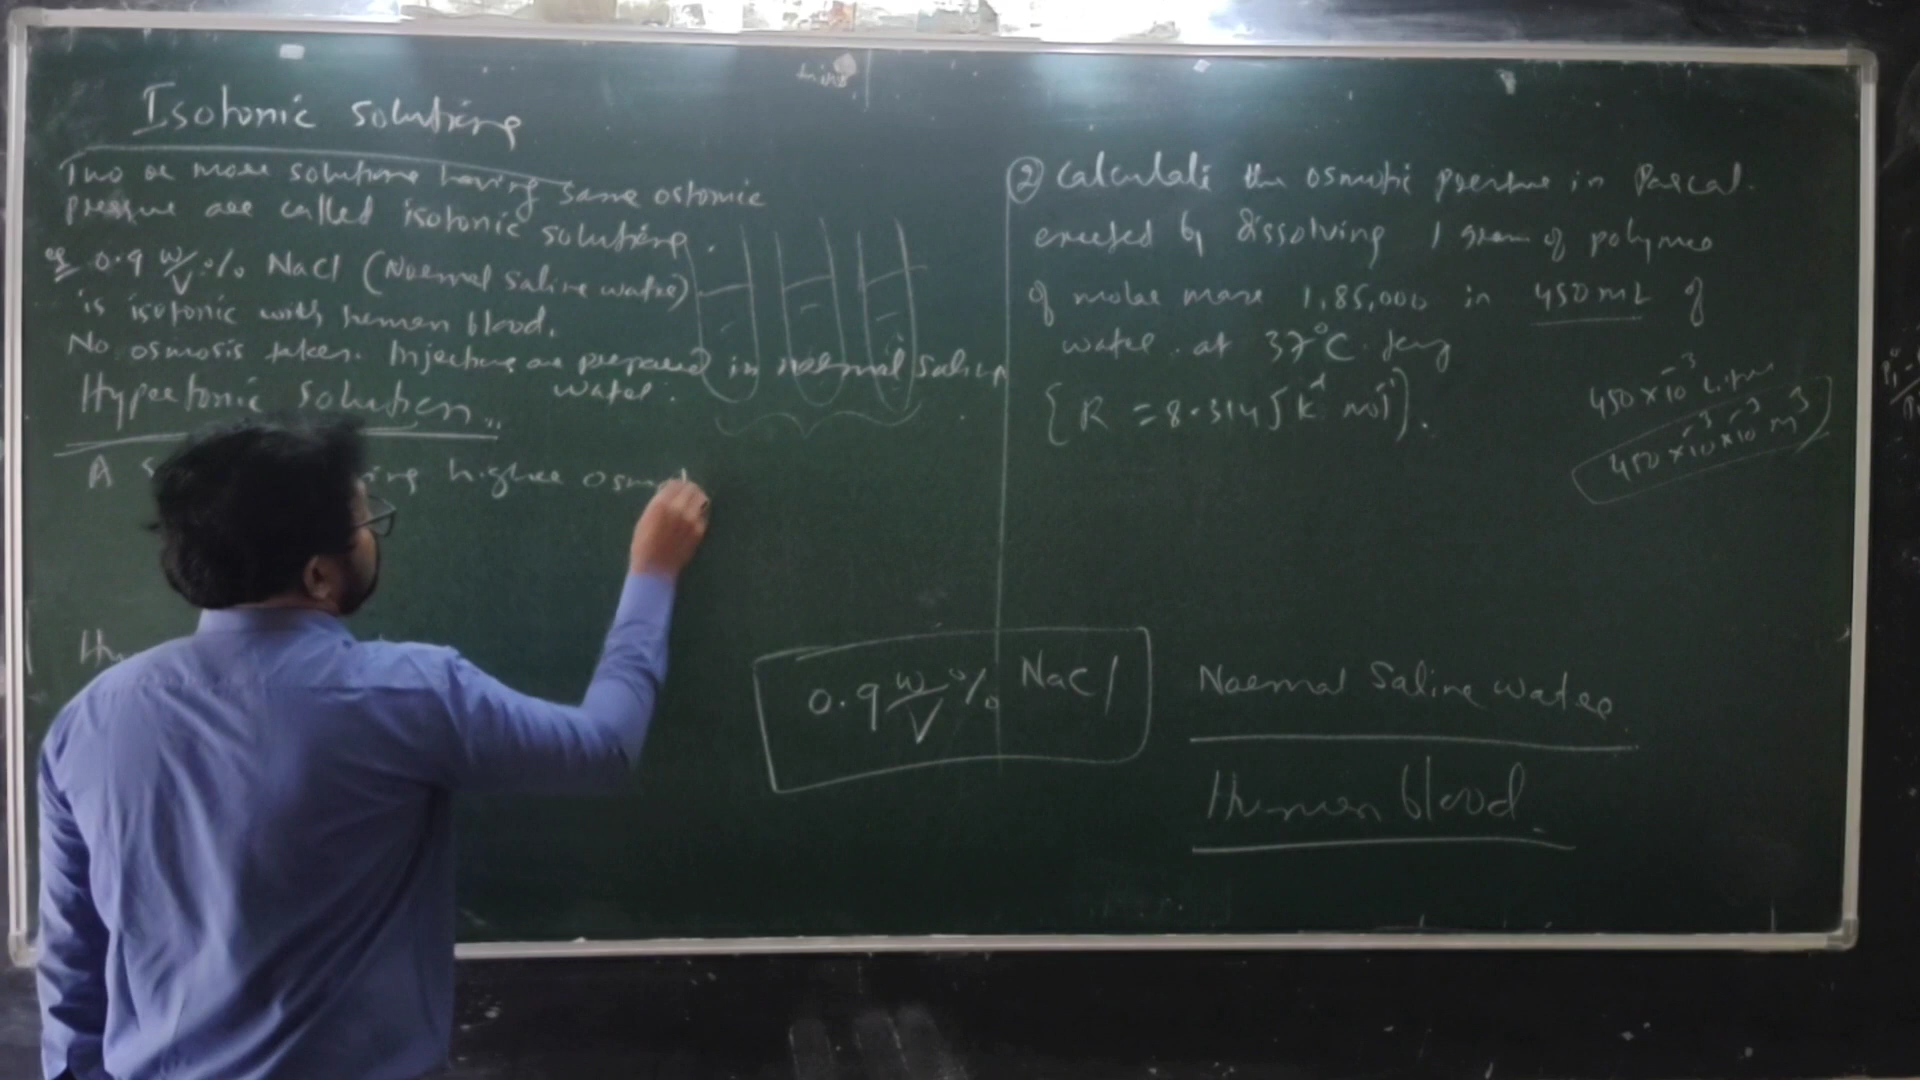 Isotonic solutions
Two or more solutions having same ostomic
pressure are called isotonic solutions.
eg 0.9 w/v % NaCl (Normal saline water)
is isotonic with human blood.
No osmosis takes. Injections are prepared in normal saline
water.
Hypertonic solution
A higher osmot
Hu
② Calculate the osmotic pressure in Pascal.
exerted by dissolving 1 gram of polymer
of molar mass 1,85,000 in 450 mL of
water at 37°C.
{R = 8.314 J K⁻¹ mol⁻¹}.
450×10⁻³ Litre
450×10⁻³×10⁻³ m³
0.9 w/v % NaCl
Normal Saline water
Human blood.